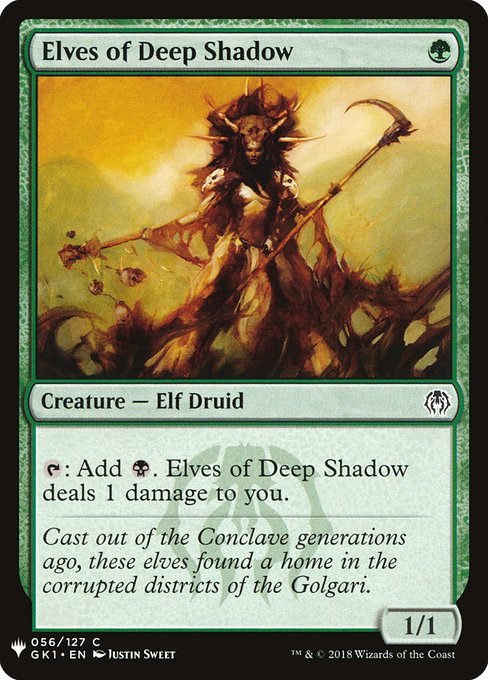 Elves of Deep Shadow
Creature — Elf Druid
: Add . Elves of Deep Shadow
deals 1 damage to you.
Cast out of the Conclave generations
ago, these elves found a home in the
corrupted districts of the Golgari.
1/1
056/127 C
GK1 • EN Justin Sweet
™ & © 2018 Wizards of the Coast